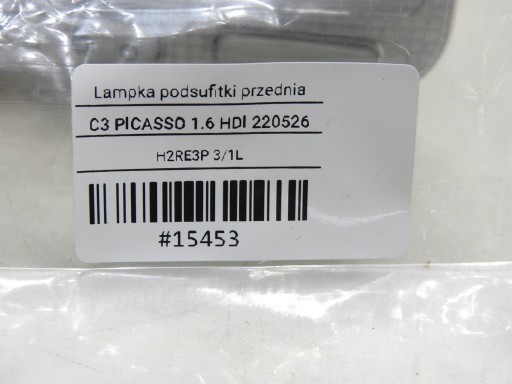 Lampka podsufitki przednia
C3 PICASSO 1.6 HDI 220526
H2RE3P 3/1L
#15453